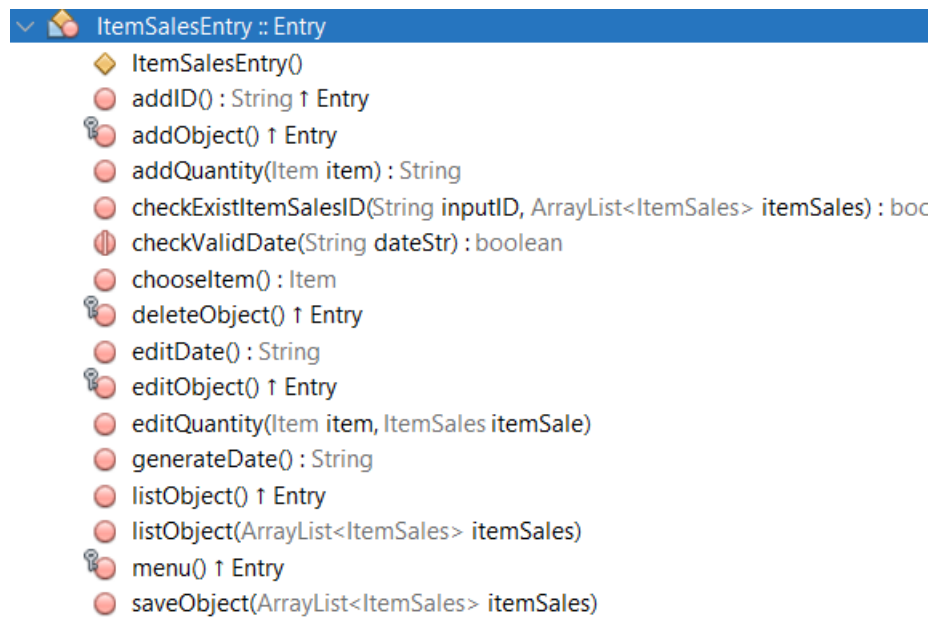 ItemSalesEntry :: Entry
ItemSalesEntry()
addID() : String ↑ Entry
addObject() ↑ Entry
addQuantity(Item item) : String
checkExistItemSalesID(String inputID, ArrayList<ItemSales> itemSales) : boo
checkValidDate(String dateStr) : boolean
chooseItem() : Item
deleteObject() ↑ Entry
editDate() : String
editObject() ↑ Entry
editQuantity(Item item, ItemSales itemSale)
generateDate() : String
listObject() ↑ Entry
listObject(ArrayList<ItemSales> itemSales)
menu() ↑ Entry
saveObject(ArrayList<ItemSales> itemSales)